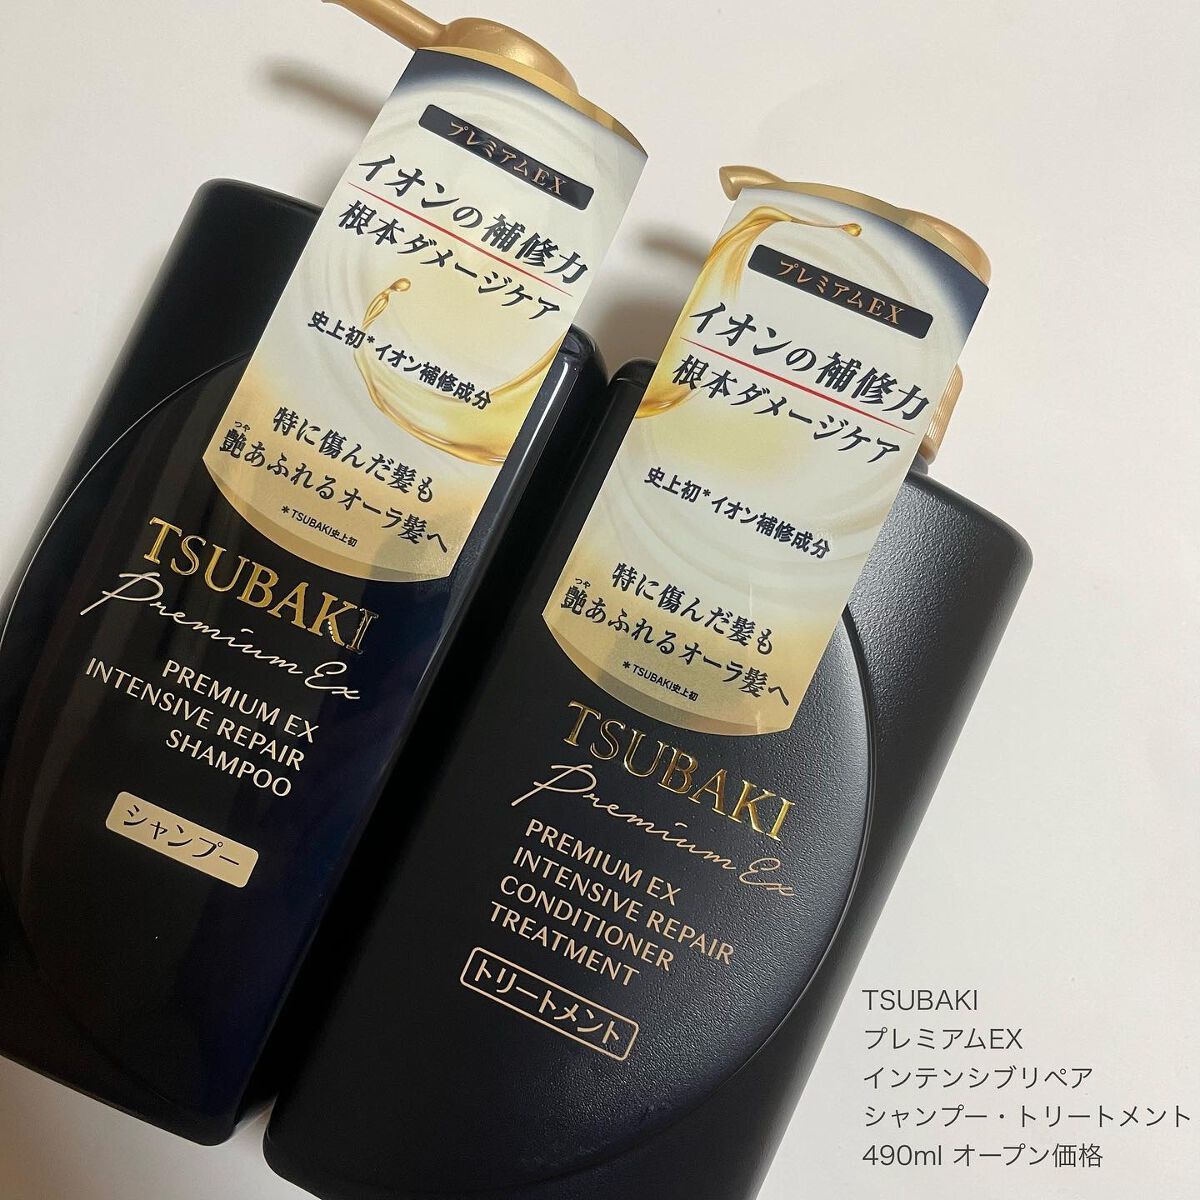 プレミアムEX
イオンの補修力
根本ダメージケア
史上初*イオン補修成分
特に傷んだ髪も
つや
艶あふれるオーラ髪へ
*TSUBAKI史上初
TSUBAKI
Premium Ex
PREMIUM EX
INTENSIVE REPAIR
SHAMPOO
シャンプー
プレミアムEX
イオンの補修力
根本ダメージケア
史上初*イオン補修成分
特に傷んだ髪も
つや
艶あふれるオーラ髪へ
*TSUBAKI史上初
TSUBAKI
Premium Ex
PREMIUM EX
INTENSIVE REPAIR
CONDITIONER
TREATMENT
トリートメント
TSUBAKI
プレミアムEX
インテンシブリペア
シャンプー・トリートメント
490ml オープン価格